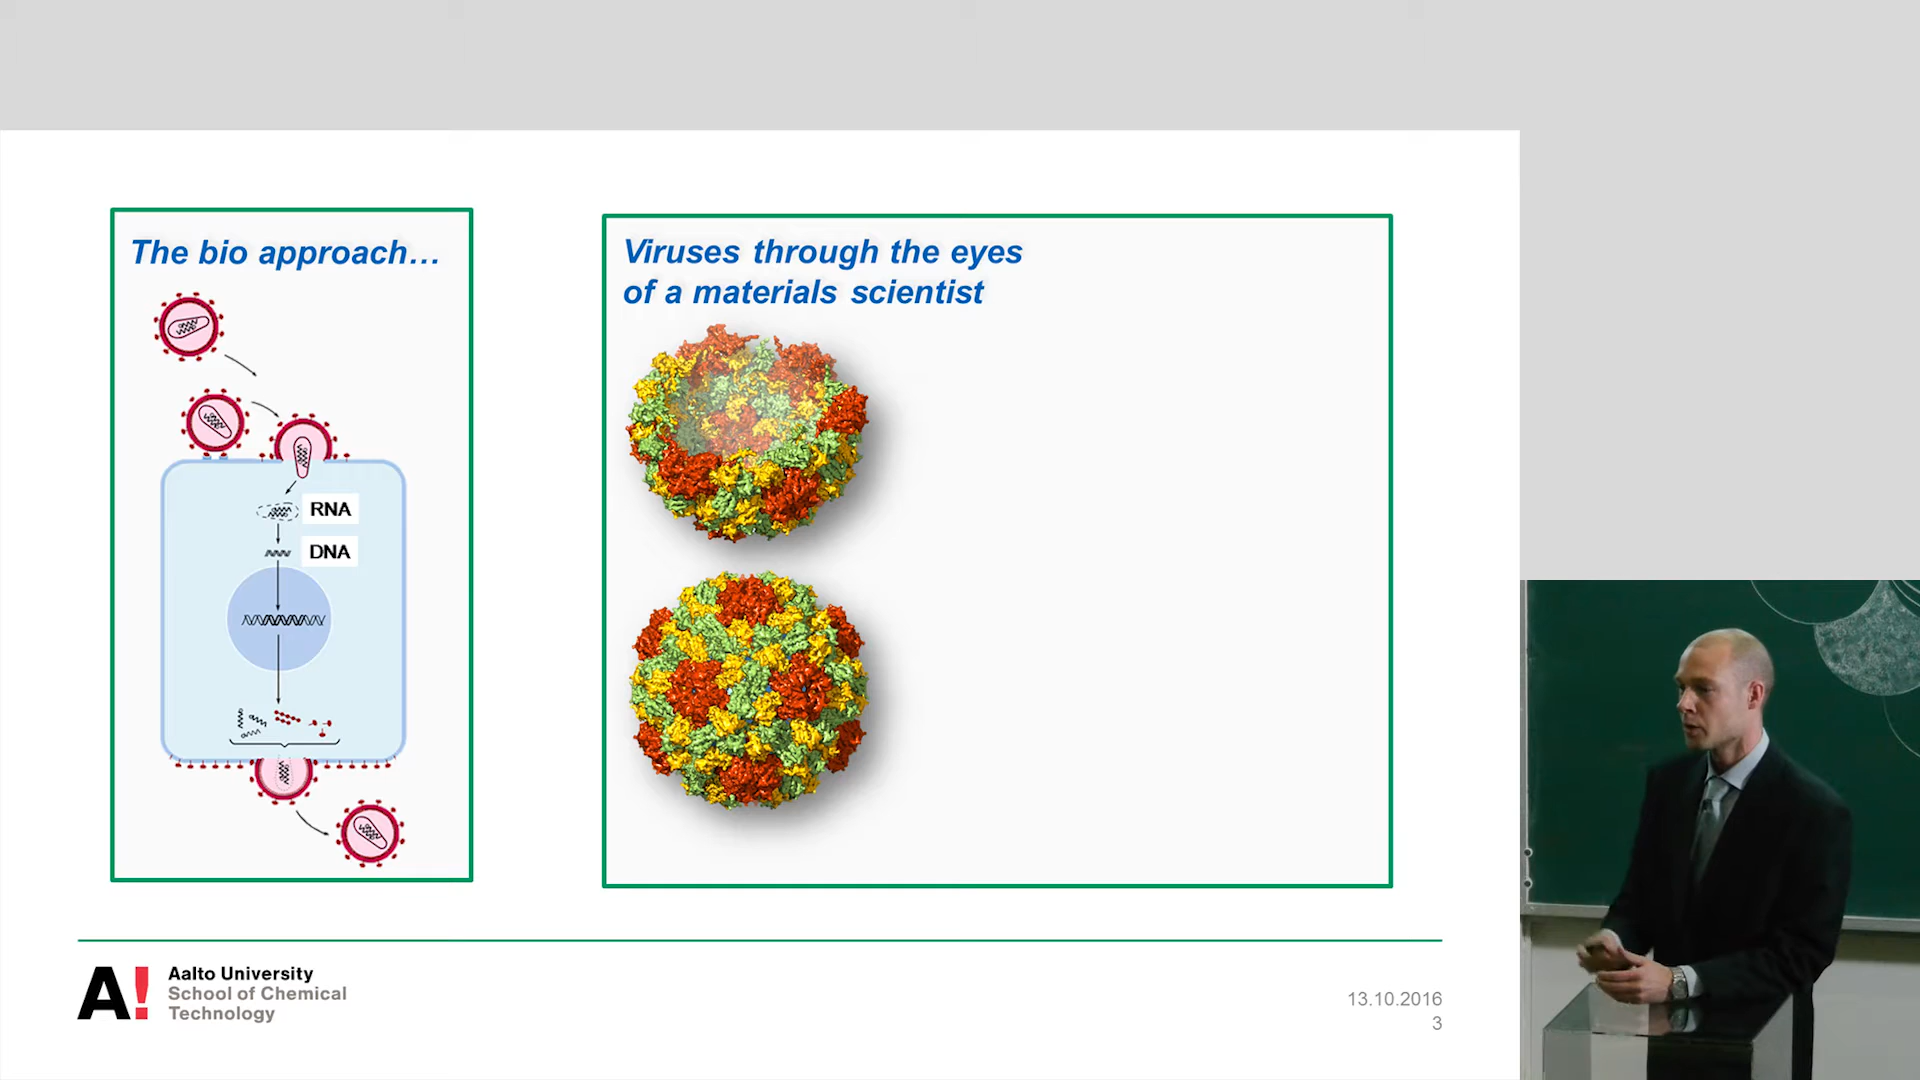 The bio approach…
RNA
DNA
Viruses through the eyes
of a materials scientist
A!
Aalto University
School of Chemical
Technology
13.10.2016
3